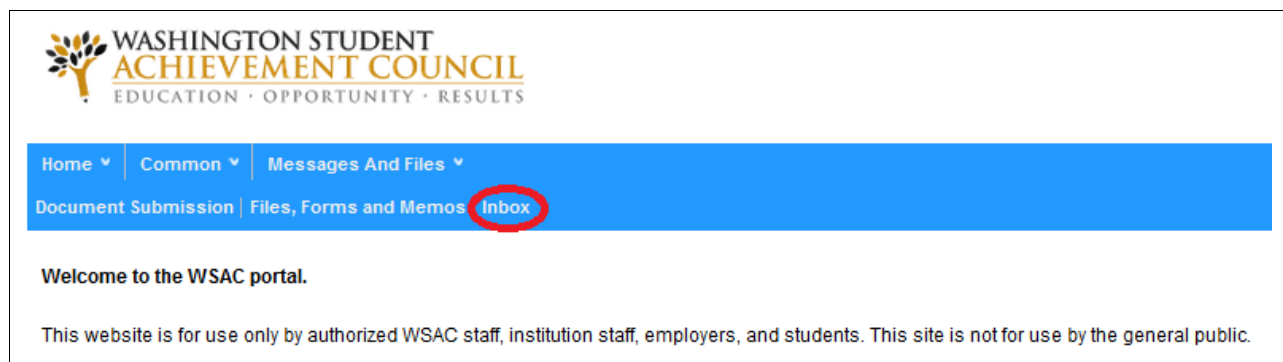 WASHINGTON STUDENT
ACHIEVEMENT COUNCIL
EDUCATION · OPPORTUNITY · RESULTS
Home Common Messages And Files
Document Submission | Files, Forms and Memos Inbox
Welcome to the WSAC portal.
This website is for use only by authorized WSAC staff, institution staff, employers, and students. This site is not for use by the general public.